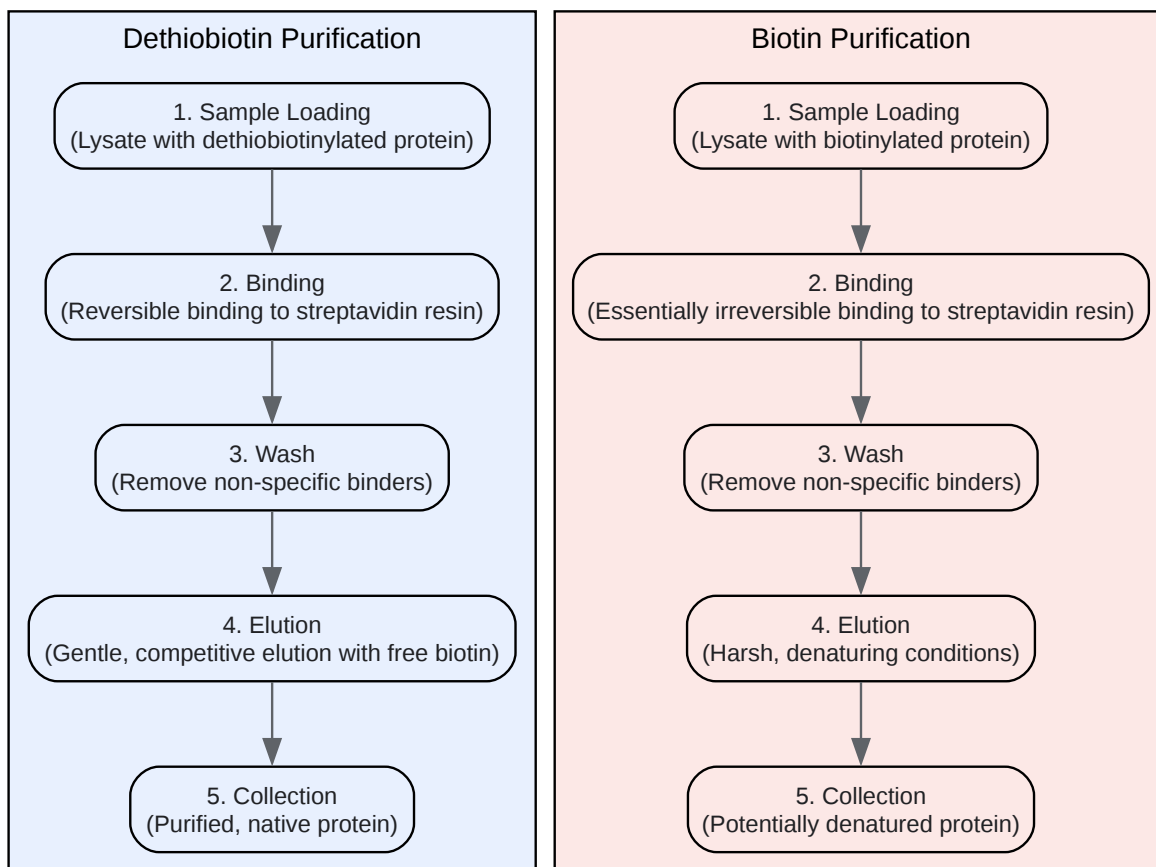 Dethiobiotin Purification
1. Sample Loading
(Lysate with dethiobiotinylated protein)
2. Binding
(Reversible binding to streptavidin resin)
3. Wash
(Remove non-specific binders)
4. Elution
(Gentle, competitive elution with free biotin)
5. Collection
(Purified, native protein)
Biotin Purification
1. Sample Loading
(Lysate with biotinylated protein)
2. Binding
(Essentially irreversible binding to streptavidin resin)
3. Wash
(Remove non-specific binders)
4. Elution
(Harsh, denaturing conditions)
5. Collection
(Potentially denatured protein)